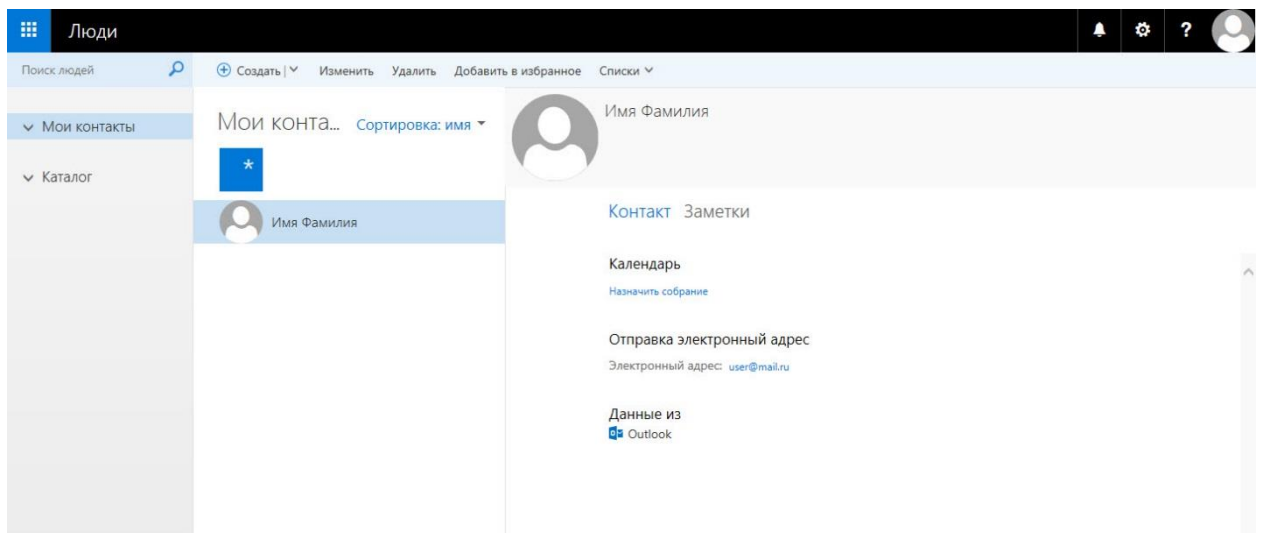 Люди
?
Поиск людей
Создать | Изменить Удалить Добавить в избранное Списки
Мои контакты
Каталог
Мои конта... Сортировка: имя
*
Имя Фамилия
Имя Фамилия
Контакт Заметки
Календарь
Назначить собрание
Отправка электронный адрес
Электронный адрес: user@mail.ru
Данные из
Outlook